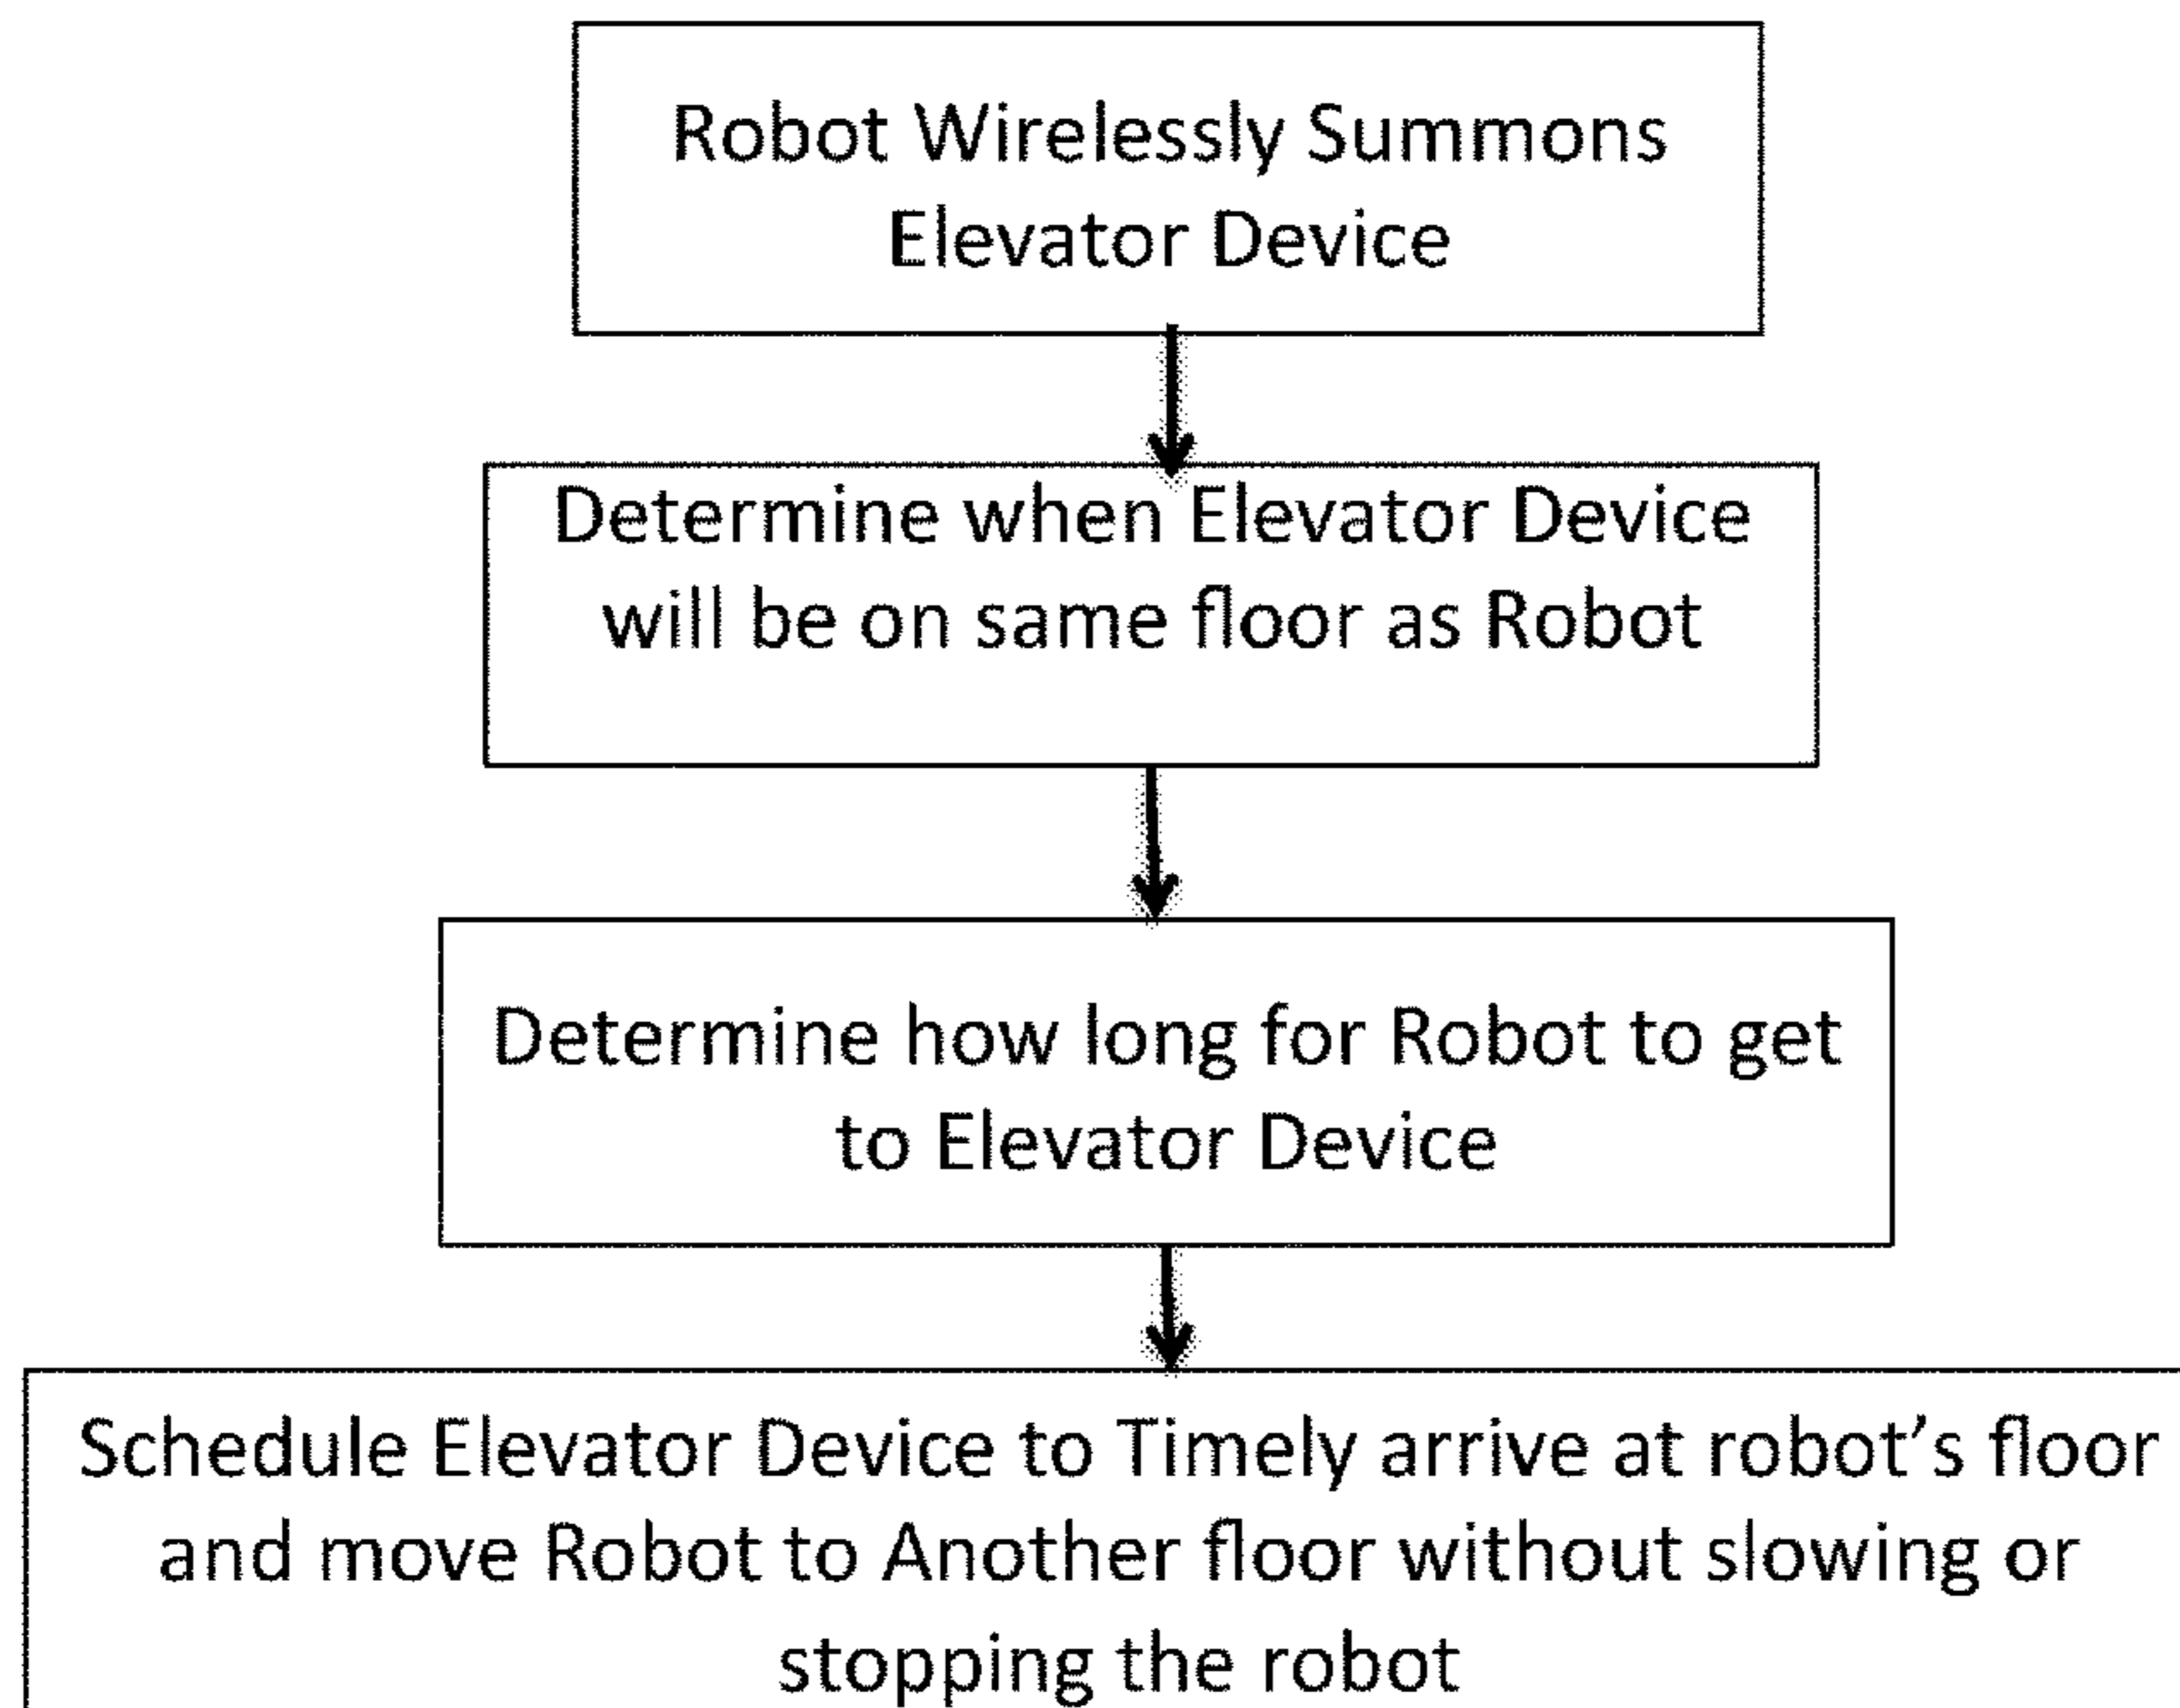 Robot Wirelessly Summons
Elevator Device
Determine when Elevator Device
will be on same floor as Robot
Determine how long for Robot to get
to Elevator Device
Schedule Elevator Device to Timely arrive at robot’s floor
and move Robot to Another floor without slowing or
stopping the robot